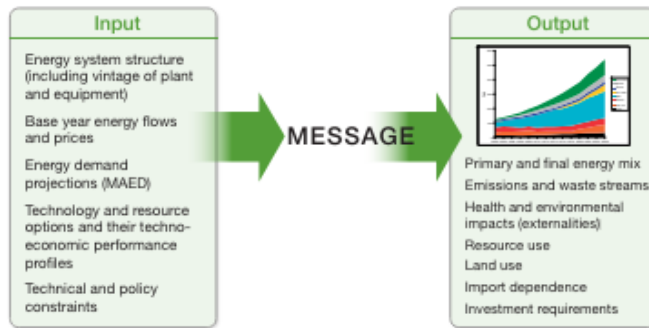 Input
Energy system structure
(including vintage of plant
and equipment)
Base year energy flows
and prices
Energy demand
projections (MAED)
Technology and resource
options and their techno-
economic performance
profiles
Technical and policy
constraints
MESSAGE
Output
Primary and final energy mix
Emissions and waste streams
Health and environmental
impacts (externalities)
Resource use
Land use
Import dependence
Investment requirements